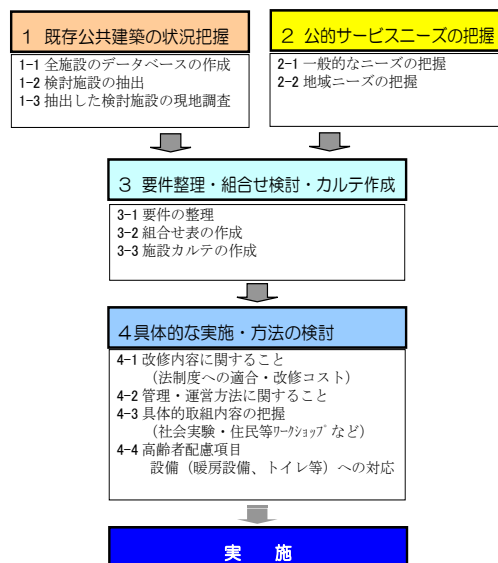 1 既存公共建築の状況把握
1-1 全施設のデータベースの作成
1-2 検討施設の抽出
1-3 抽出した検討施設の現地調査
2 公的サービスニーズの把握
2-1 一般的なニーズの把握
2-2 地域ニーズの把握
3 要件整理・組合せ検討・カルテ作成
3-1 要件の整理
3-2 組合せ表の作成
3-3 施設カルテの作成
4具体的な実施・方法の検討
4-1 改修内容に関すること
(法制度への適合・改修コスト)
4-2 管理・運営方法に関すること
4-3 具体的取組内容の把握
(社会実験・住民等ワークショップなど)
4-4 高齢者配慮項目
設備(暖房設備、トイレ等)への対応
実 施